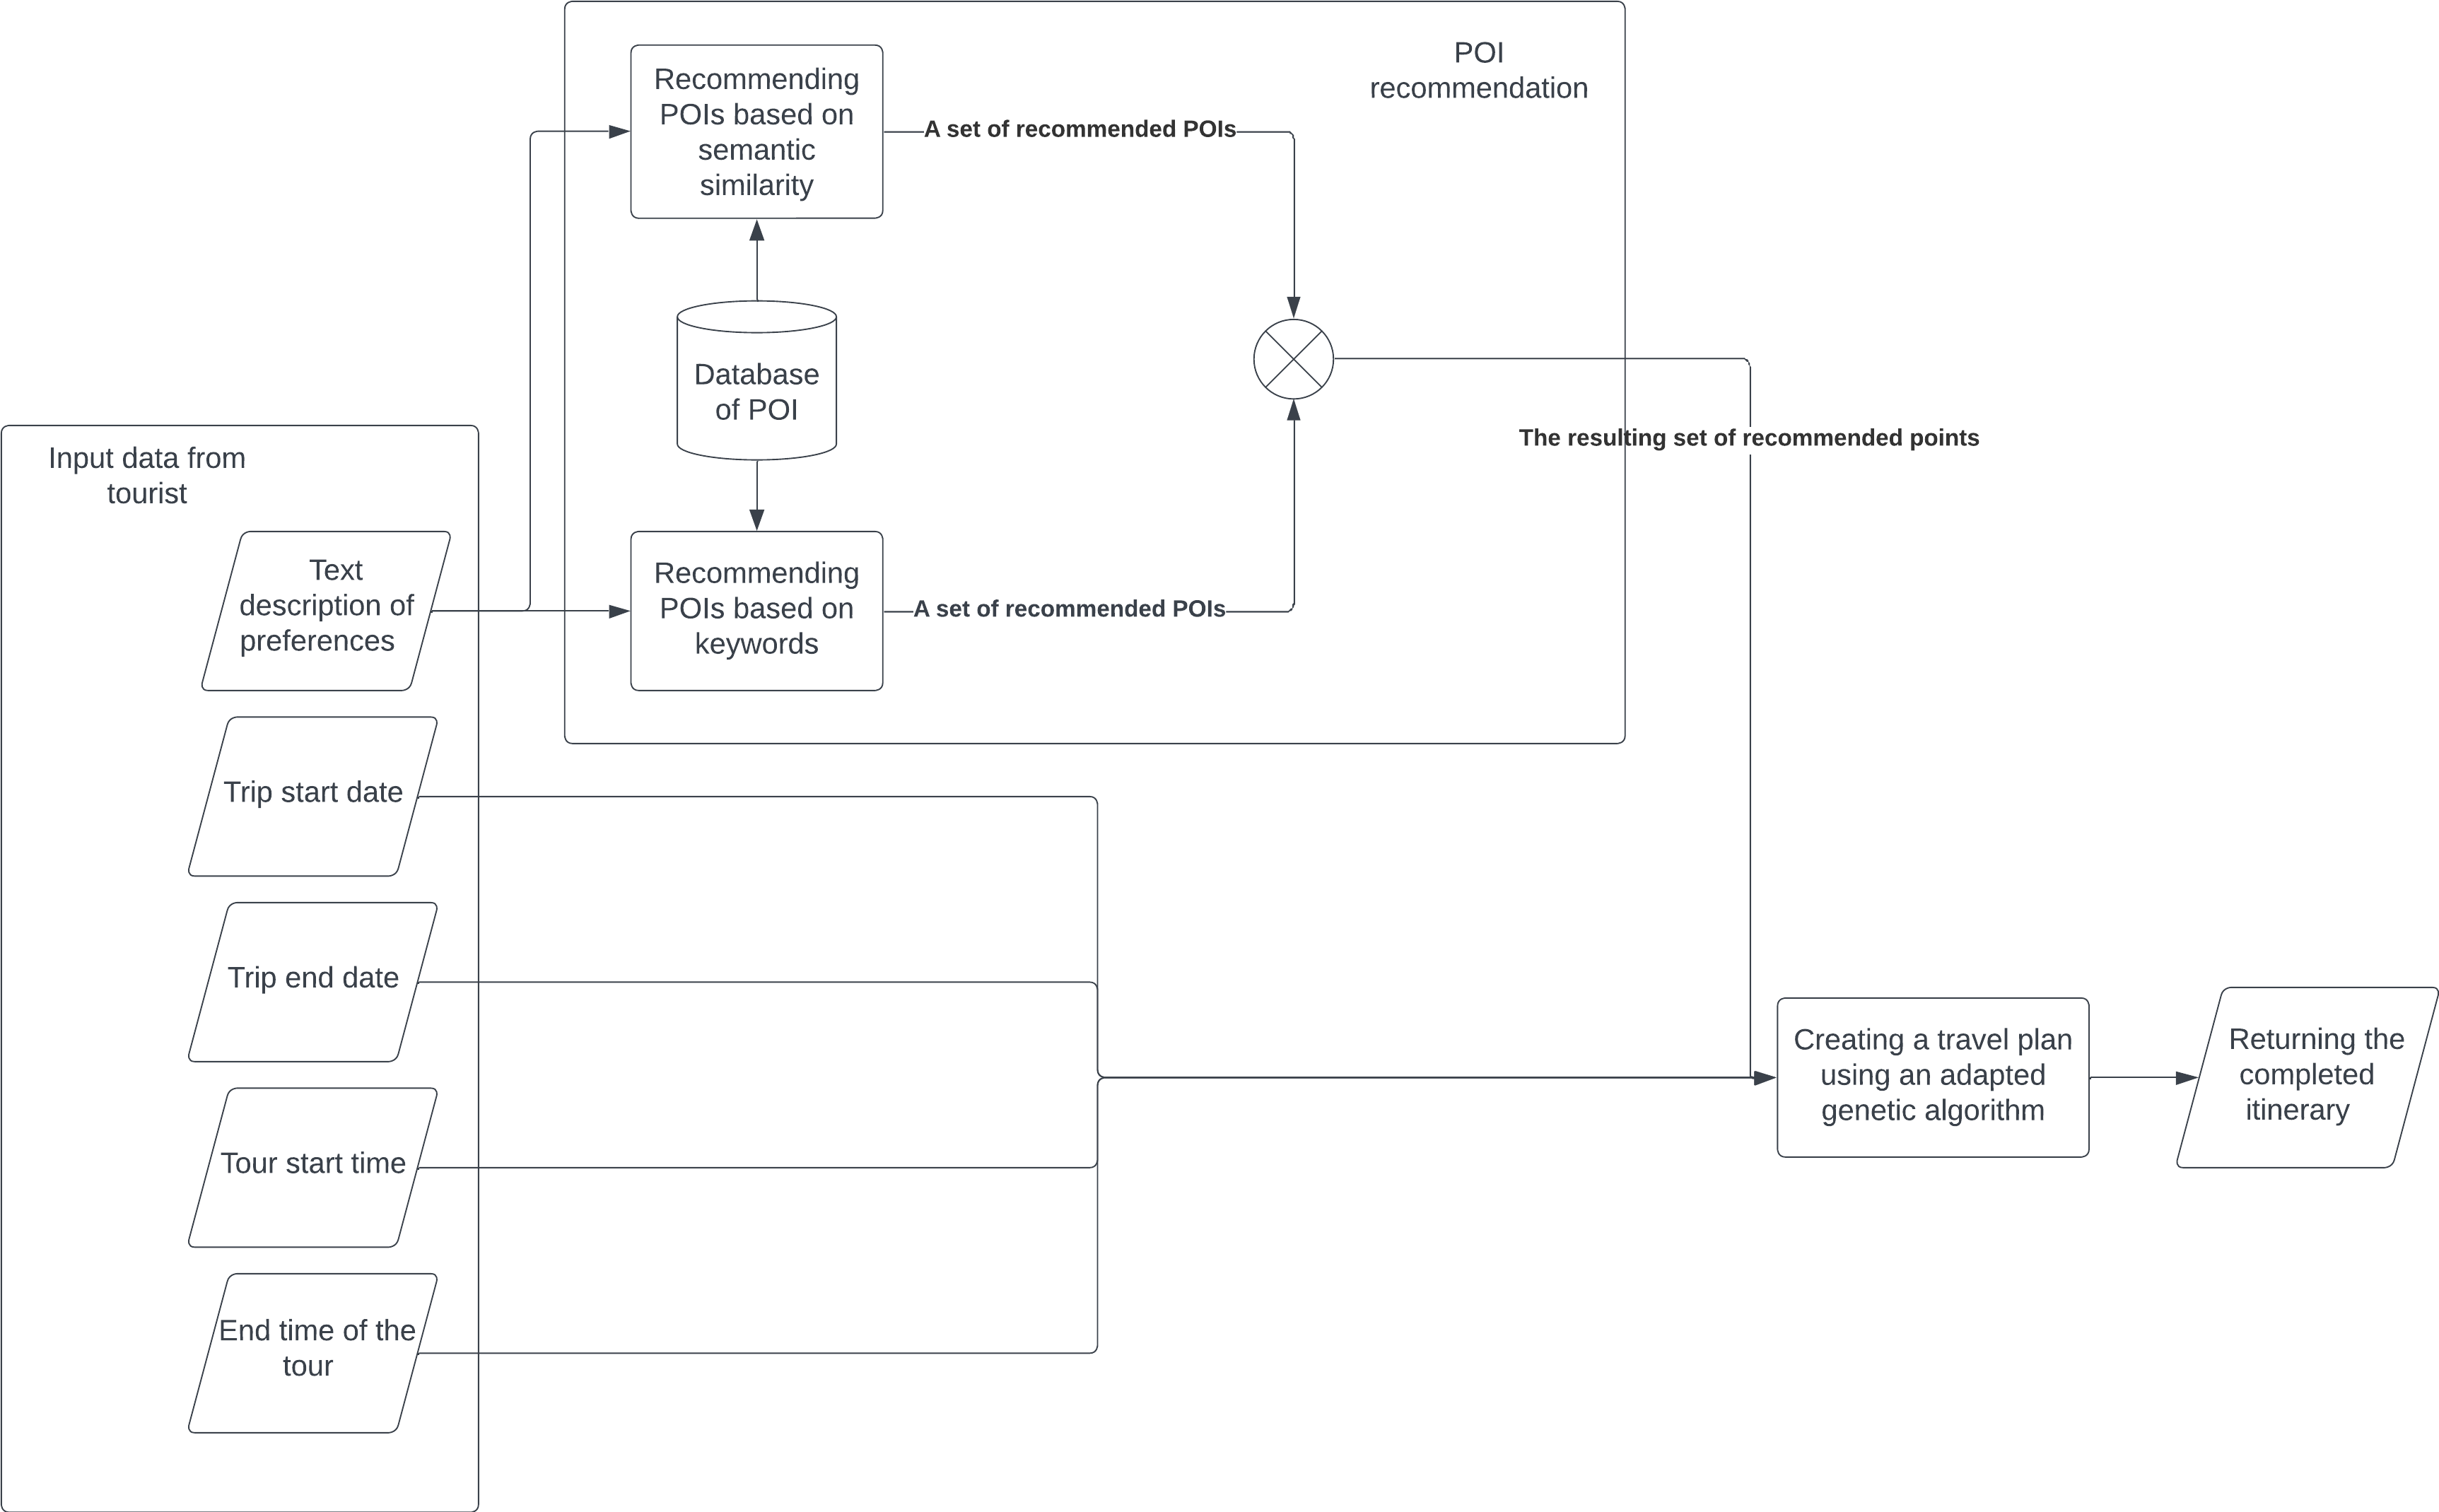 POI
recommendation
Recommending
POIs based on
semantic
similarity
A set of recommended POIs
Database
of POI
The resulting set of recommended points
Input data from
tourist
Text
description of
preferences
Recommending
POIs based on
keywords
A set of recommended POIs
Trip start date
Trip end date
Tour start time
End time of the
tour
Creating a travel plan
using an adapted
genetic algorithm
Returning the
completed
itinerary